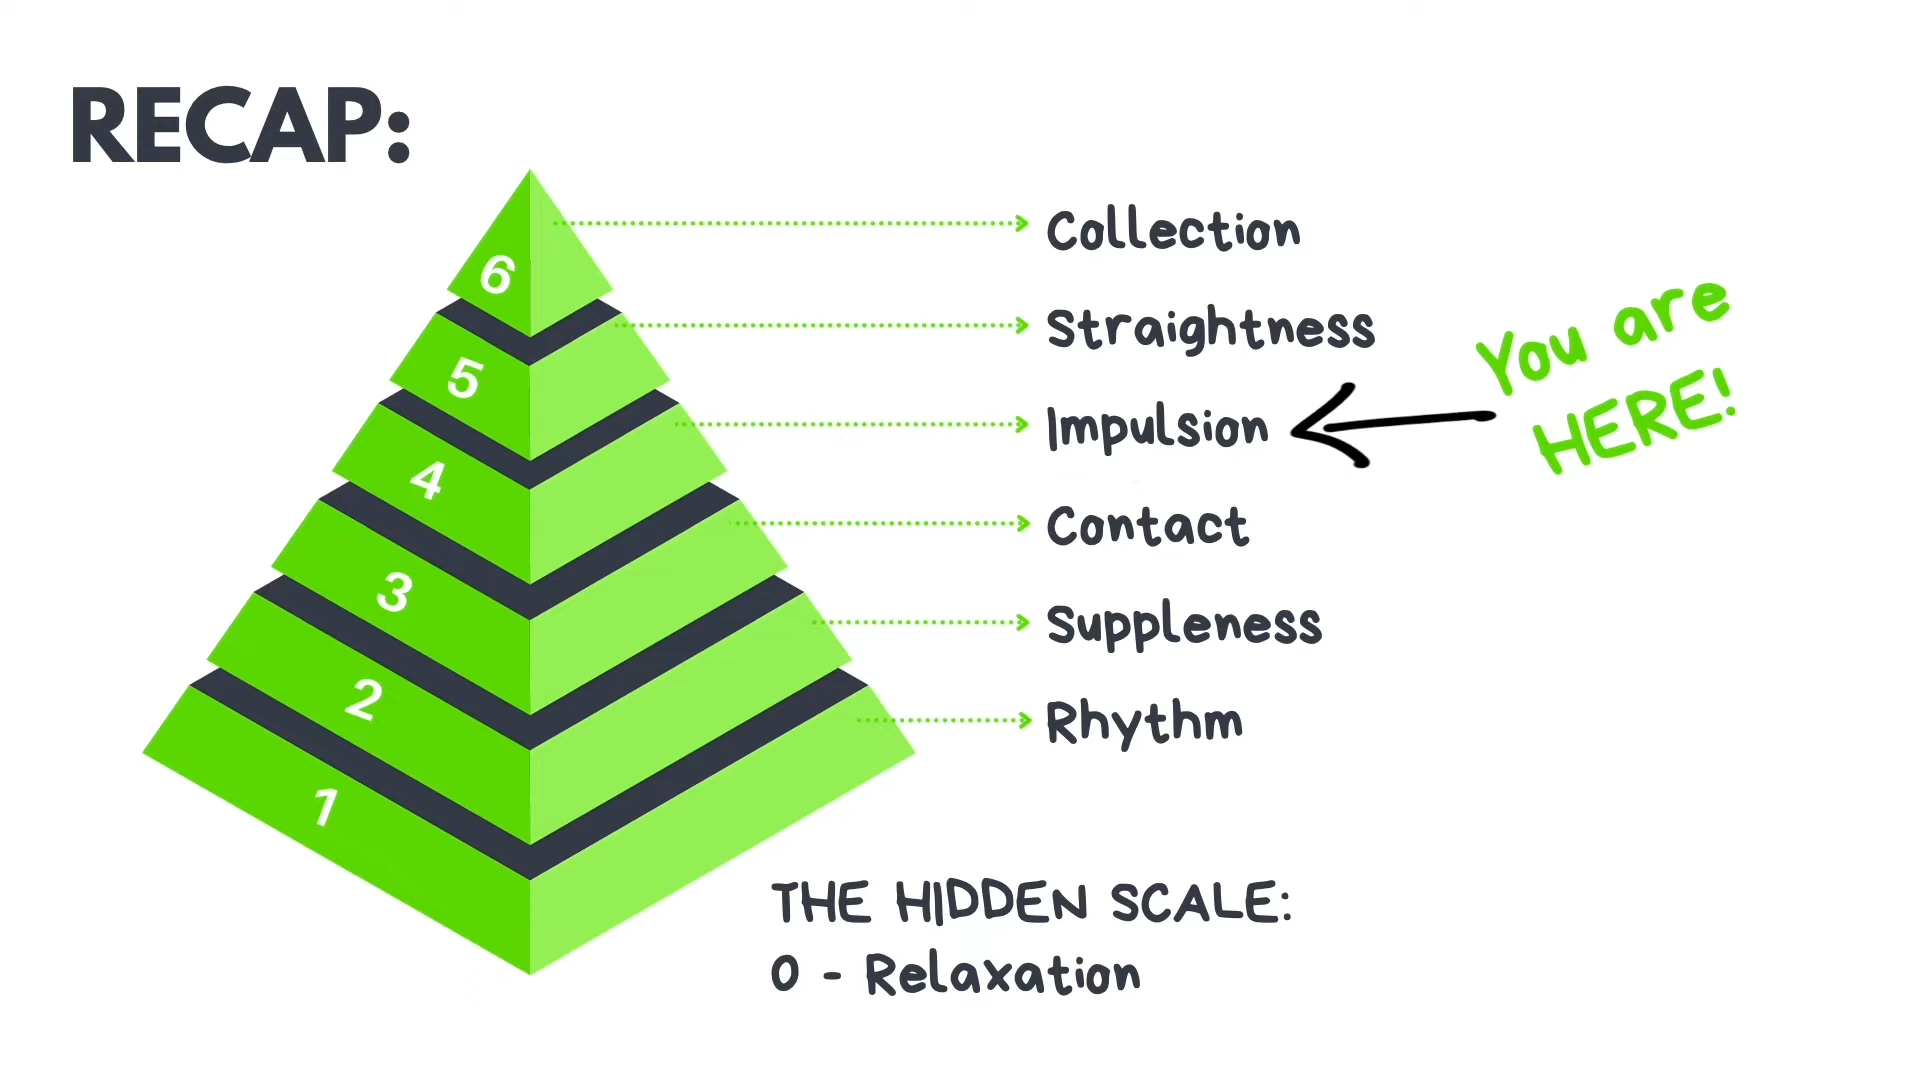 RECAP:
6
Collection
5
Straightness
4
Impulsion
You are
HERE!
3
Contact
2
Suppleness
1
Rhythm
THE HIDDEN SCALE:
0 - Relaxation